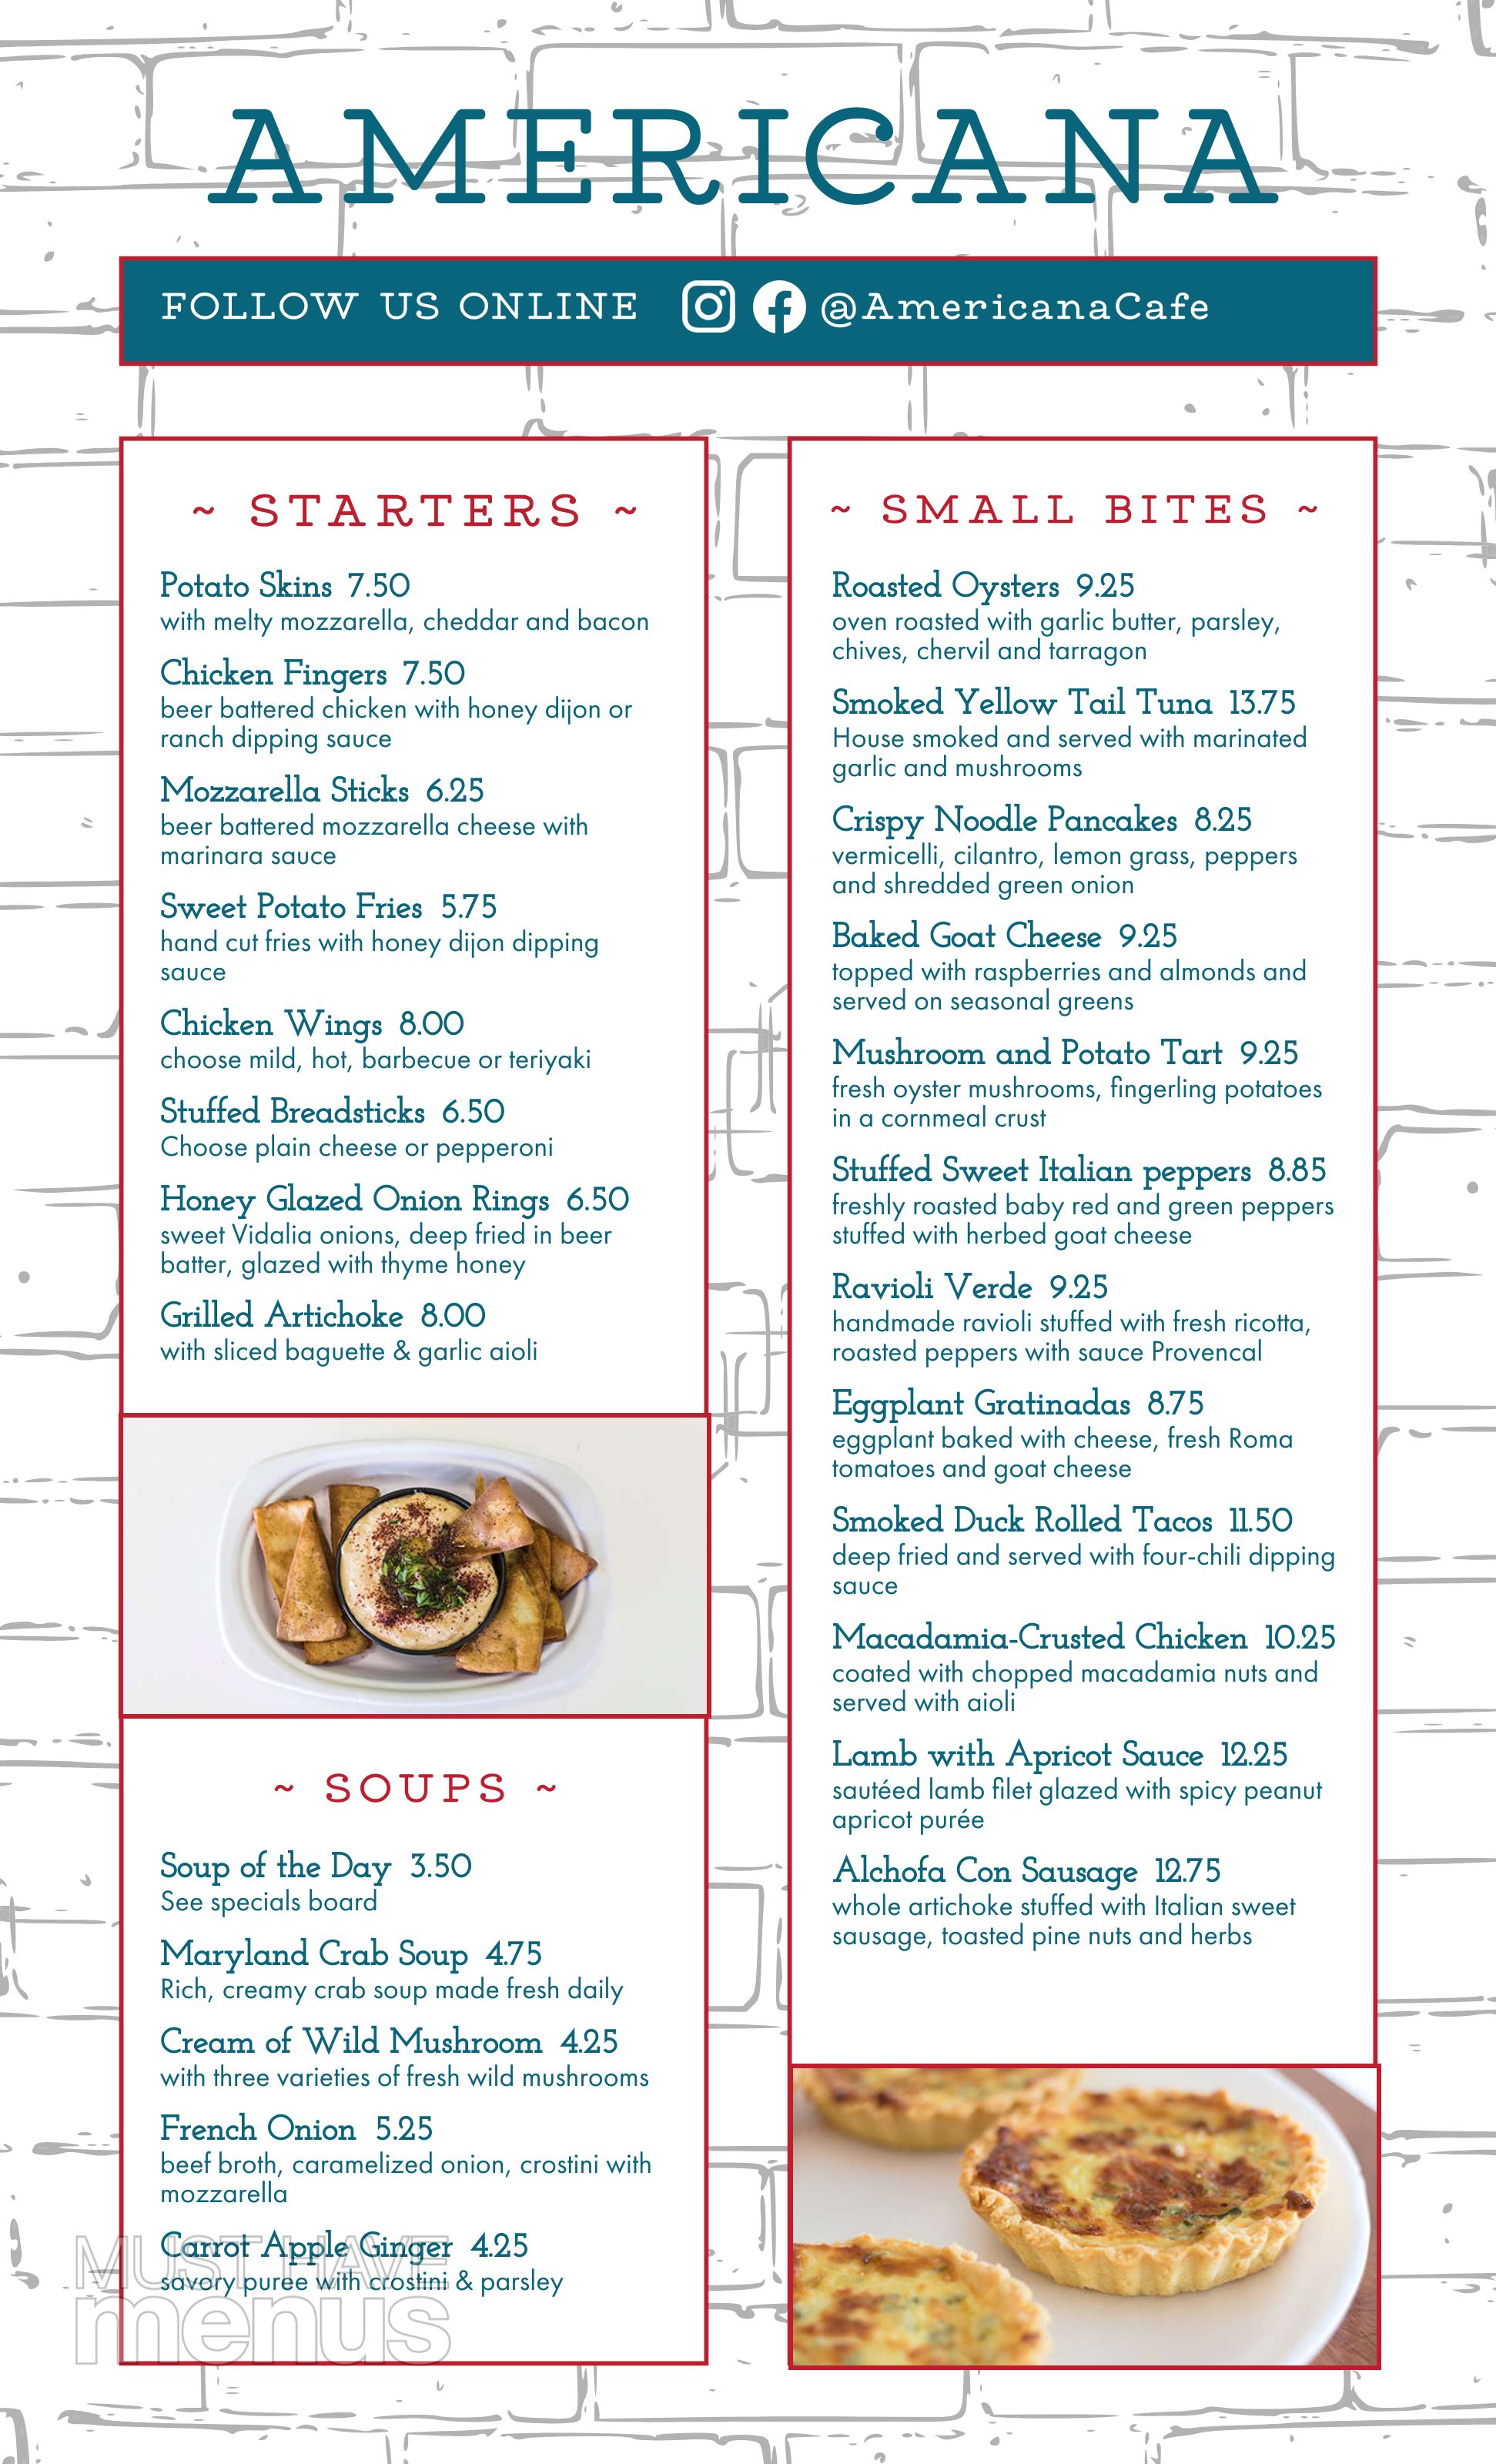 AMERICANA
FOLLOW US ONLINE @AmericanaCafe
~ STARTERS ~
Potato Skins 7.50
with melty mozzarella, cheddar and bacon
Chicken Fingers 7.50
beer battered chicken with honey dijon or
ranch dipping sauce
Mozzarella Sticks 6.25
beer battered mozzarella cheese with
marinara sauce
Sweet Potato Fries 5.75
hand cut fries with honey dijon dipping
sauce
Chicken Wings 8.00
choose mild, hot, barbecue or teriyaki
Stuffed Breadsticks 6.50
Choose plain cheese or pepperoni
Honey Glazed Onion Rings 6.50
sweet Vidalia onions, deep fried in beer
batter, glazed with thyme honey
Grilled Artichoke 8.00
with sliced baguette & garlic aioli
~ SOUPS ~
Soup of the Day 3.50
See specials board
Maryland Crab Soup 4.75
Rich, creamy crab soup made fresh daily
Cream of Wild Mushroom 4.25
with three varieties of fresh wild mushrooms
French Onion 5.25
beef broth, caramelized onion, crostini with
mozzarella
Carrot Apple Ginger 4.25
savory puree with crostini & parsley
MUST HAVE
menus
~ SMALL BITES ~
Roasted Oysters 9.25
oven roasted with garlic butter, parsley,
chives, chervil and tarragon
Smoked Yellow Tail Tuna 13.75
House smoked and served with marinated
garlic and mushrooms
Crispy Noodle Pancakes 8.25
vermicelli, cilantro, lemon grass, peppers
and shredded green onion
Baked Goat Cheese 9.25
topped with raspberries and almonds and
served on seasonal greens
Mushroom and Potato Tart 9.25
fresh oyster mushrooms, fingerling potatoes
in a cornmeal crust
Stuffed Sweet Italian peppers 8.85
freshly roasted baby red and green peppers
stuffed with herbed goat cheese
Ravioli Verde 9.25
handmade ravioli stuffed with fresh ricotta,
roasted peppers with sauce Provencal
Eggplant Gratinadas 8.75
eggplant baked with cheese, fresh Roma
tomatoes and goat cheese
Smoked Duck Rolled Tacos 11.50
deep fried and served with four-chili dipping
sauce
Macadamia-Crusted Chicken 10.25
coated with chopped macadamia nuts and
served with aioli
Lamb with Apricot Sauce 12.25
sautéed lamb filet glazed with spicy peanut
apricot purée
Alchofa Con Sausage 12.75
whole artichoke stuffed with Italian sweet
sausage, toasted pine nuts and herbs